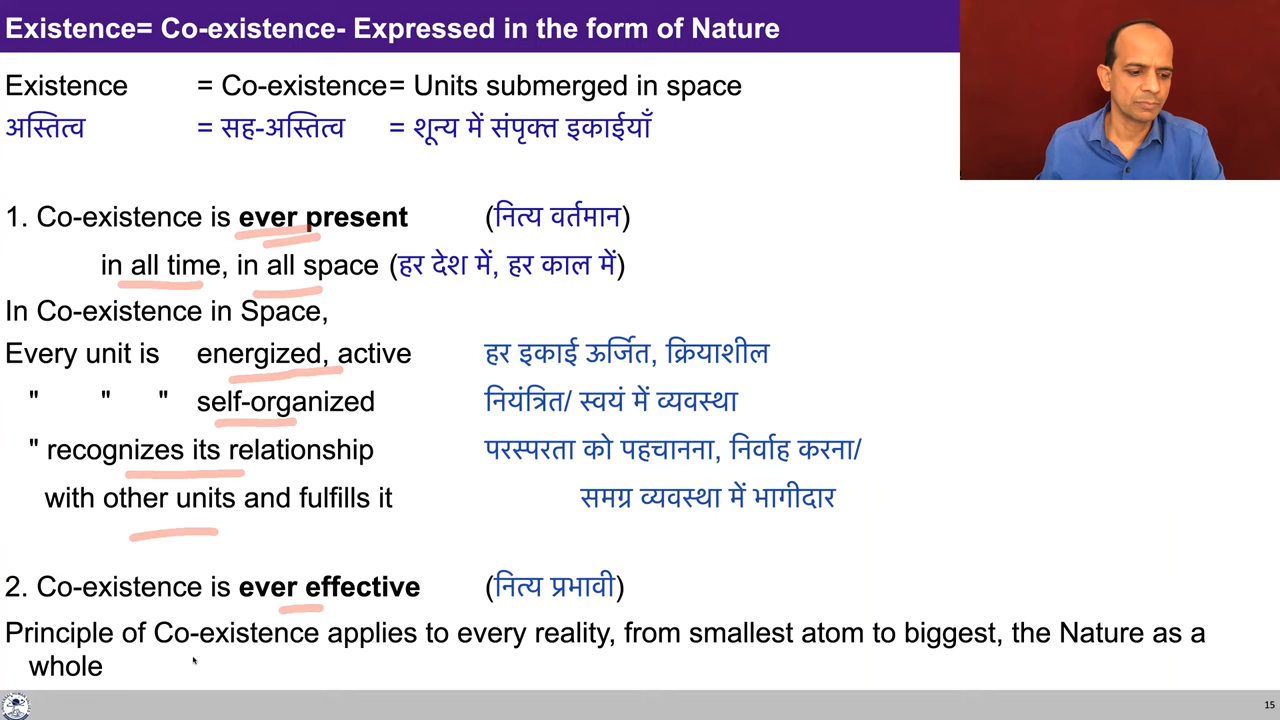 Existence= Co-existence- Expressed in the form of Nature
Existence = Co-existence= Units submerged in space
अस्तित्व = सह-अस्तित्व = शून्य में संपृक्त इकाईयाँ
1. Co-existence is ever present (नित्य वर्तमान)
in all time, in all space (हर देश में, हर काल में)
In Co-existence in Space,
Every unit is energized, active हर इकाई ऊर्जित, क्रियाशील
" " " self-organized नियंत्रित/ स्वयं में व्यवस्था
" recognizes its relationship परस्परता को पहचानना, निर्वाह करना/
with other units and fulfills it समग्र व्यवस्था में भागीदार
2. Co-existence is ever effective (नित्य प्रभावी)
Principle of Co-existence applies to every reality, from smallest atom to biggest, the Nature as a
whole
15